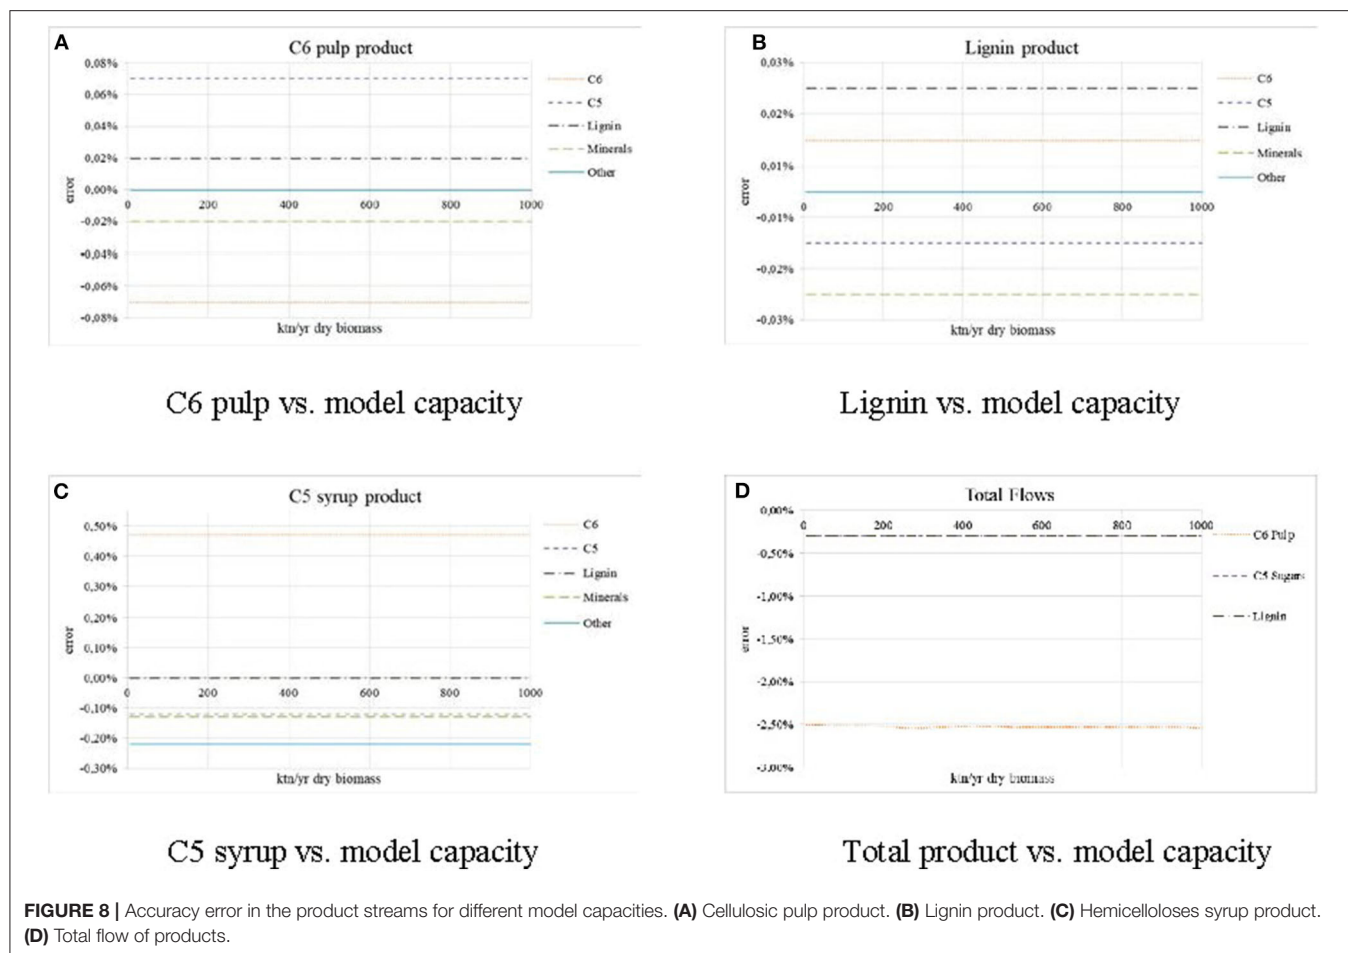 A
C6 pulp product
0,08%
0,06%
0,04%
0,02%
0,00%
-0,02%
-0,04%
-0,06%
-0,08%
error
0 200 400 600 800 1000
ktn/yr dry biomass
C6
C5
Lignin
Minerals
Other
C6 pulp vs. model capacity
B
Lignin product
0,03%
0,02%
0,01%
-0,01%
-0,02%
-0,03%
error
0 200 400 600 800 1000
ktn/yr dry biomass
C6
C5
Lignin
Minerals
Other
Lignin vs. model capacity
C
C5 syrup product
0,50%
0,40%
0,30%
0,20%
0,10%
0,00%
-0,10%
-0,20%
-0,30%
error
0 200 400 600 800 1000
ktn/yr dry biomass
C6
C5
Lignin
Minerals
Other
C5 syrup vs. model capacity
D
Total Flows
0,00%
-0,50%
-1,00%
-1,50%
-2,00%
-2,50%
-3,00%
error
0 200 400 600 800 1000
ktn/yr dry biomass
C6 Pulp
C5 Sugars
Lignin
Total product vs. model capacity
FIGURE 8 | Accuracy error in the product streams for different model capacities. (A) Cellulosic pulp product. (B) Lignin product. (C) Hemicelloloses syrup product.
(D) Total flow of products.